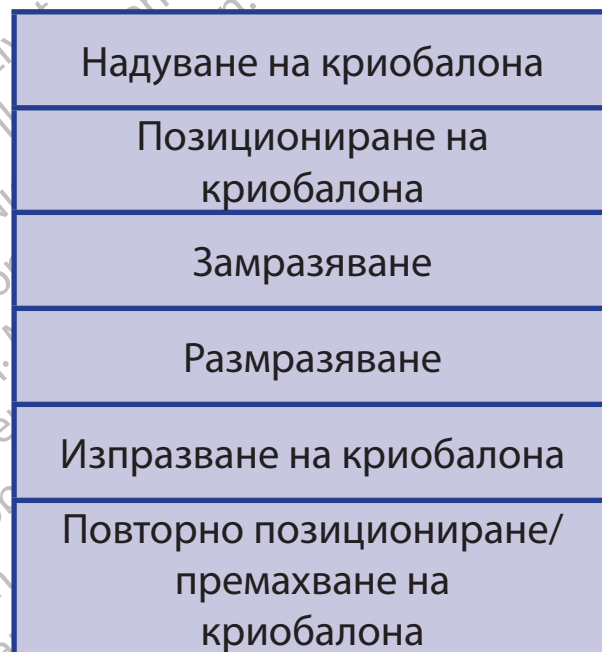 Надуване на криобалона
Позициониране на
криобалона
Замразяване
Размразяване
Изпразване на криобалона
Повторно позициониране/
премахване на
криобалона